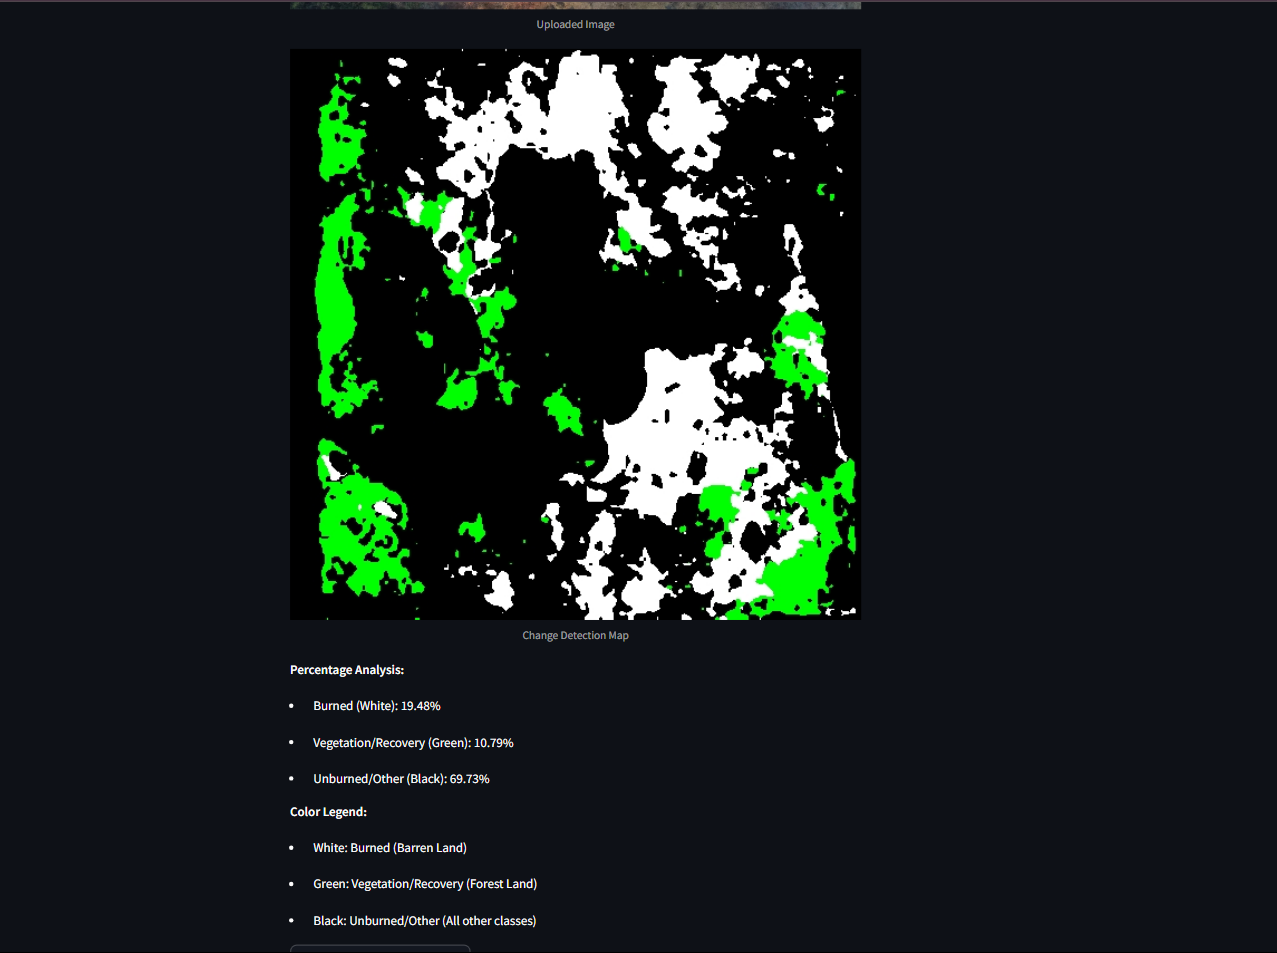 Uploaded Image
Change Detection Map
Percentage Analysis:
• Burned (White): 19.48%
• Vegetation/Recovery (Green): 10.79%
• Unburned/Other (Black): 69.73%
Color Legend:
• White: Burned (Barren Land)
• Green: Vegetation/Recovery (Forest Land)
• Black: Unburned/Other (All other classes)